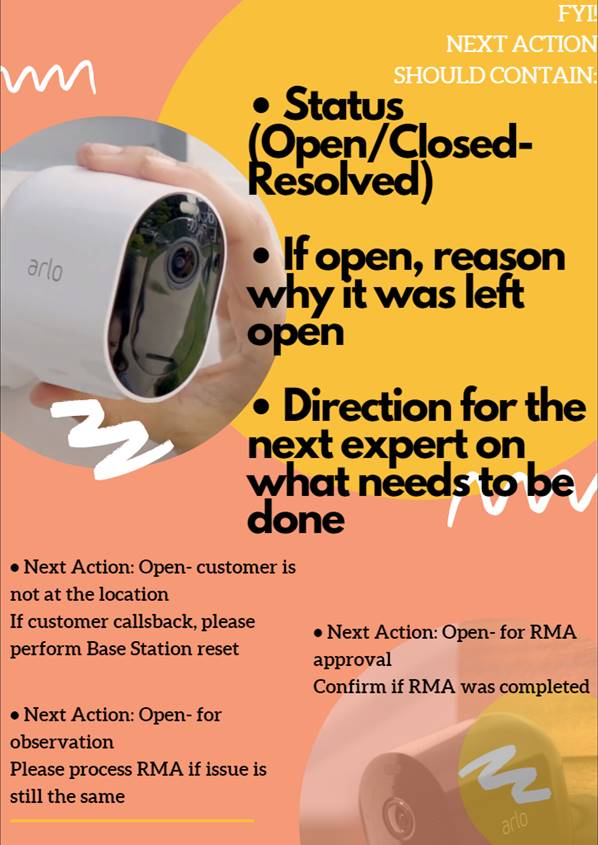 FYI!
NEXT ACTION
SHOULD CONTAIN:
• Status
(Open/Closed-
Resolved)
• If open, reason
why it was left
open
• Direction for the
next expert on
what needs to be
done
arlo
• Next Action: Open- customer is
not at the location
If customer callsback, please
perform Base Station reset
• Next Action: Open- for
observation
Please process RMA if issue is
still the same
• Next Action: Open- for RMA
approval
Confirm if RMA was completed
arlo